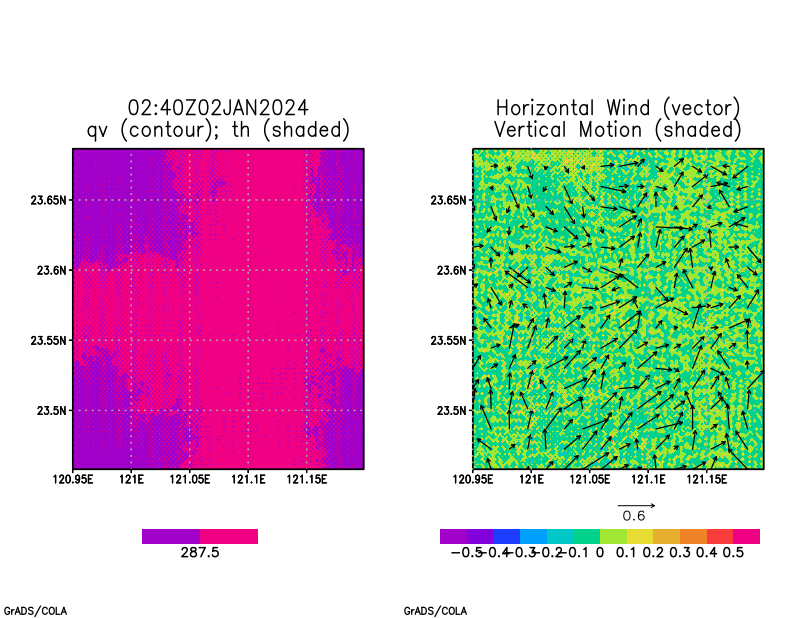 02:40Z02JAN2024
qv (contour); th (shaded)
23.65N
23.6N
23.55N
23.5N
120.95E 121E 121.05E 121.1E 121.15E
287.5
Horizontal Wind (vector)
Vertical Motion (shaded)
23.65N
23.6N
23.55N
23.5N
120.95E 121E 121.05E 121.1E 121.15E
0.6
-0.5 -0.4 -0.3 -0.2 -0.1 0 0.1 0.2 0.3 0.4 0.5
GrADS/COLA GrADS/COLA